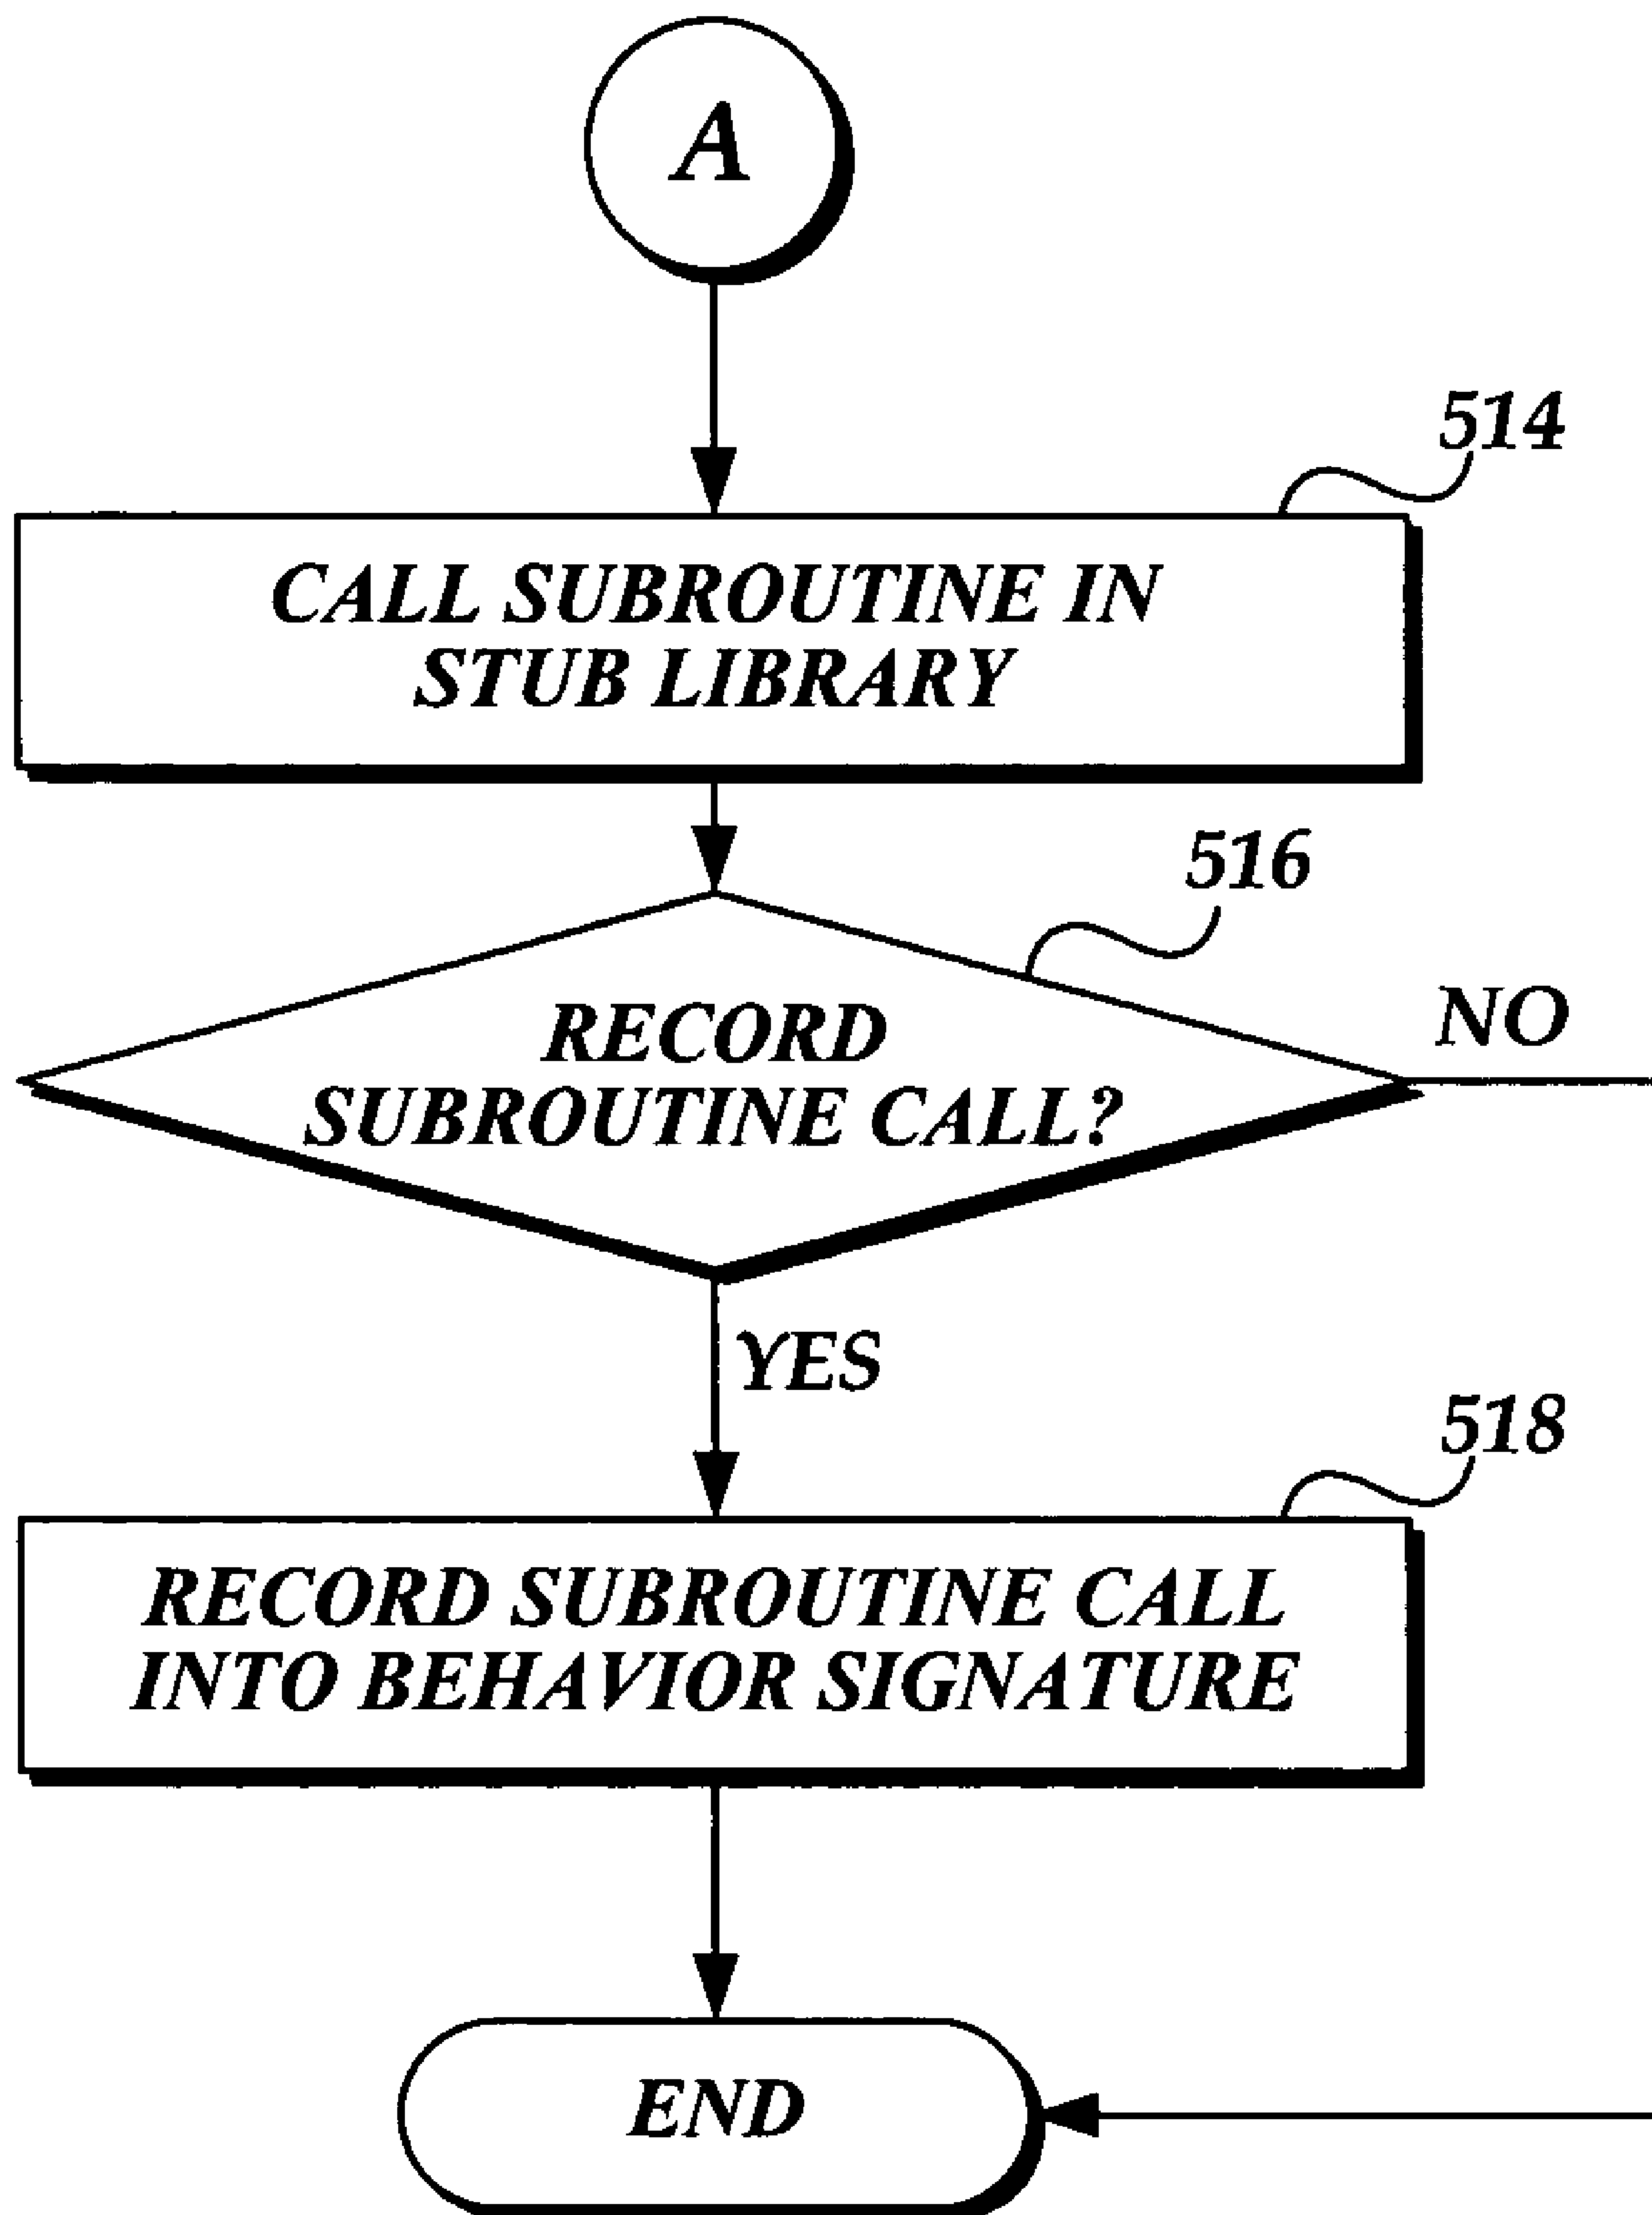 A
514
CALL SUBROUTINE IN
STUB LIBRARY
516
RECORD
SUBROUTINE CALL?
NO
YES
518
RECORD SUBROUTINE CALL
INTO BEHAVIOR SIGNATURE
END